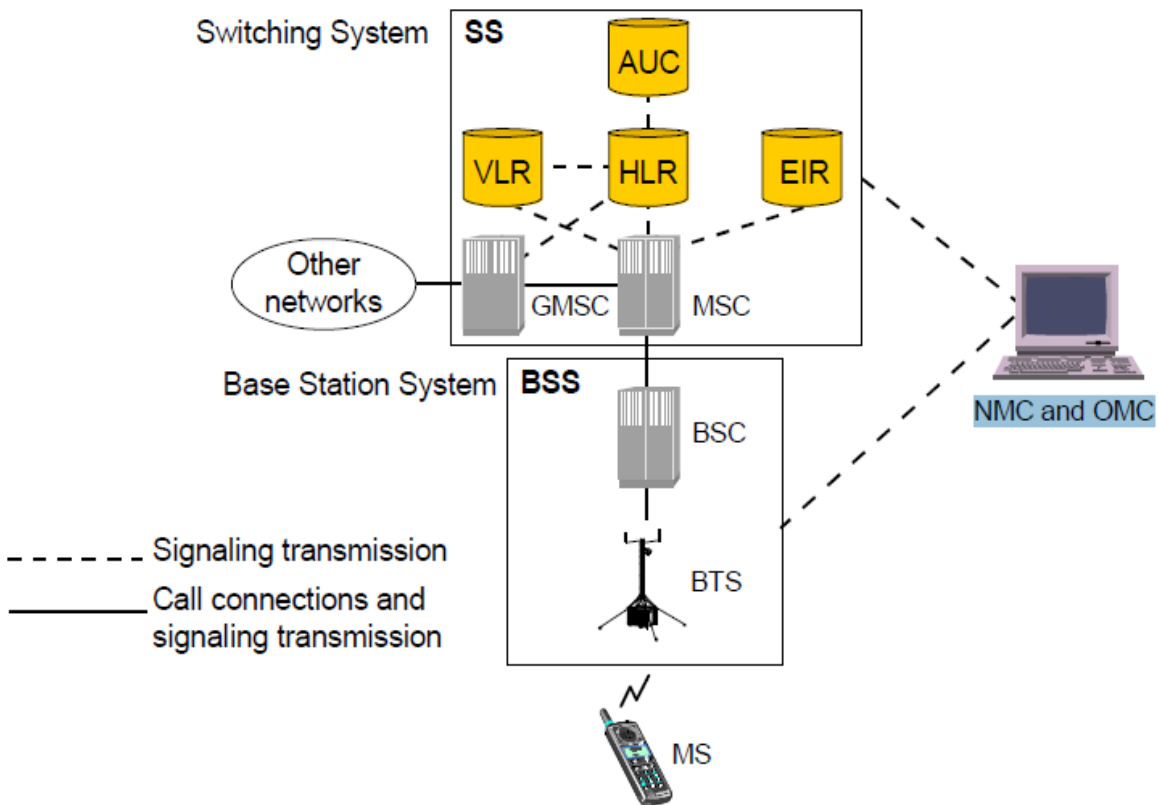 Switching System
SS
AUC
VLR
HLR
EIR
Other
networks
GMSC
MSC
Base Station System
BSS
NMC and OMC
BSC
Signaling transmission
BTS
Call connections and
signaling transmission
MS